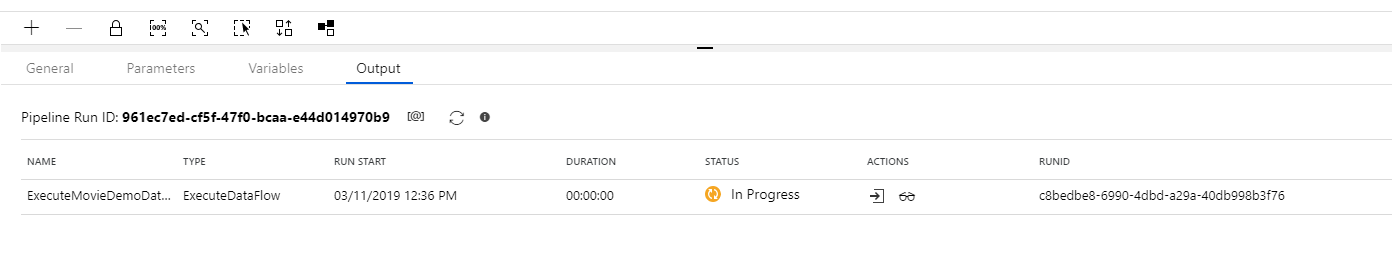 100%
General Parameters Variables Output
Pipeline Run ID: 961ec7ed-cf5f-47f0-bcaa-e44d014970b9 [@]
NAME TYPE RUN START DURATION STATUS ACTIONS RUNID
ExecuteMovieDemoDat... ExecuteDataFlow 03/11/2019 12:36 PM 00:00:00 In Progress c8bedbe8-6990-4dbd-a29a-40db998b3f76